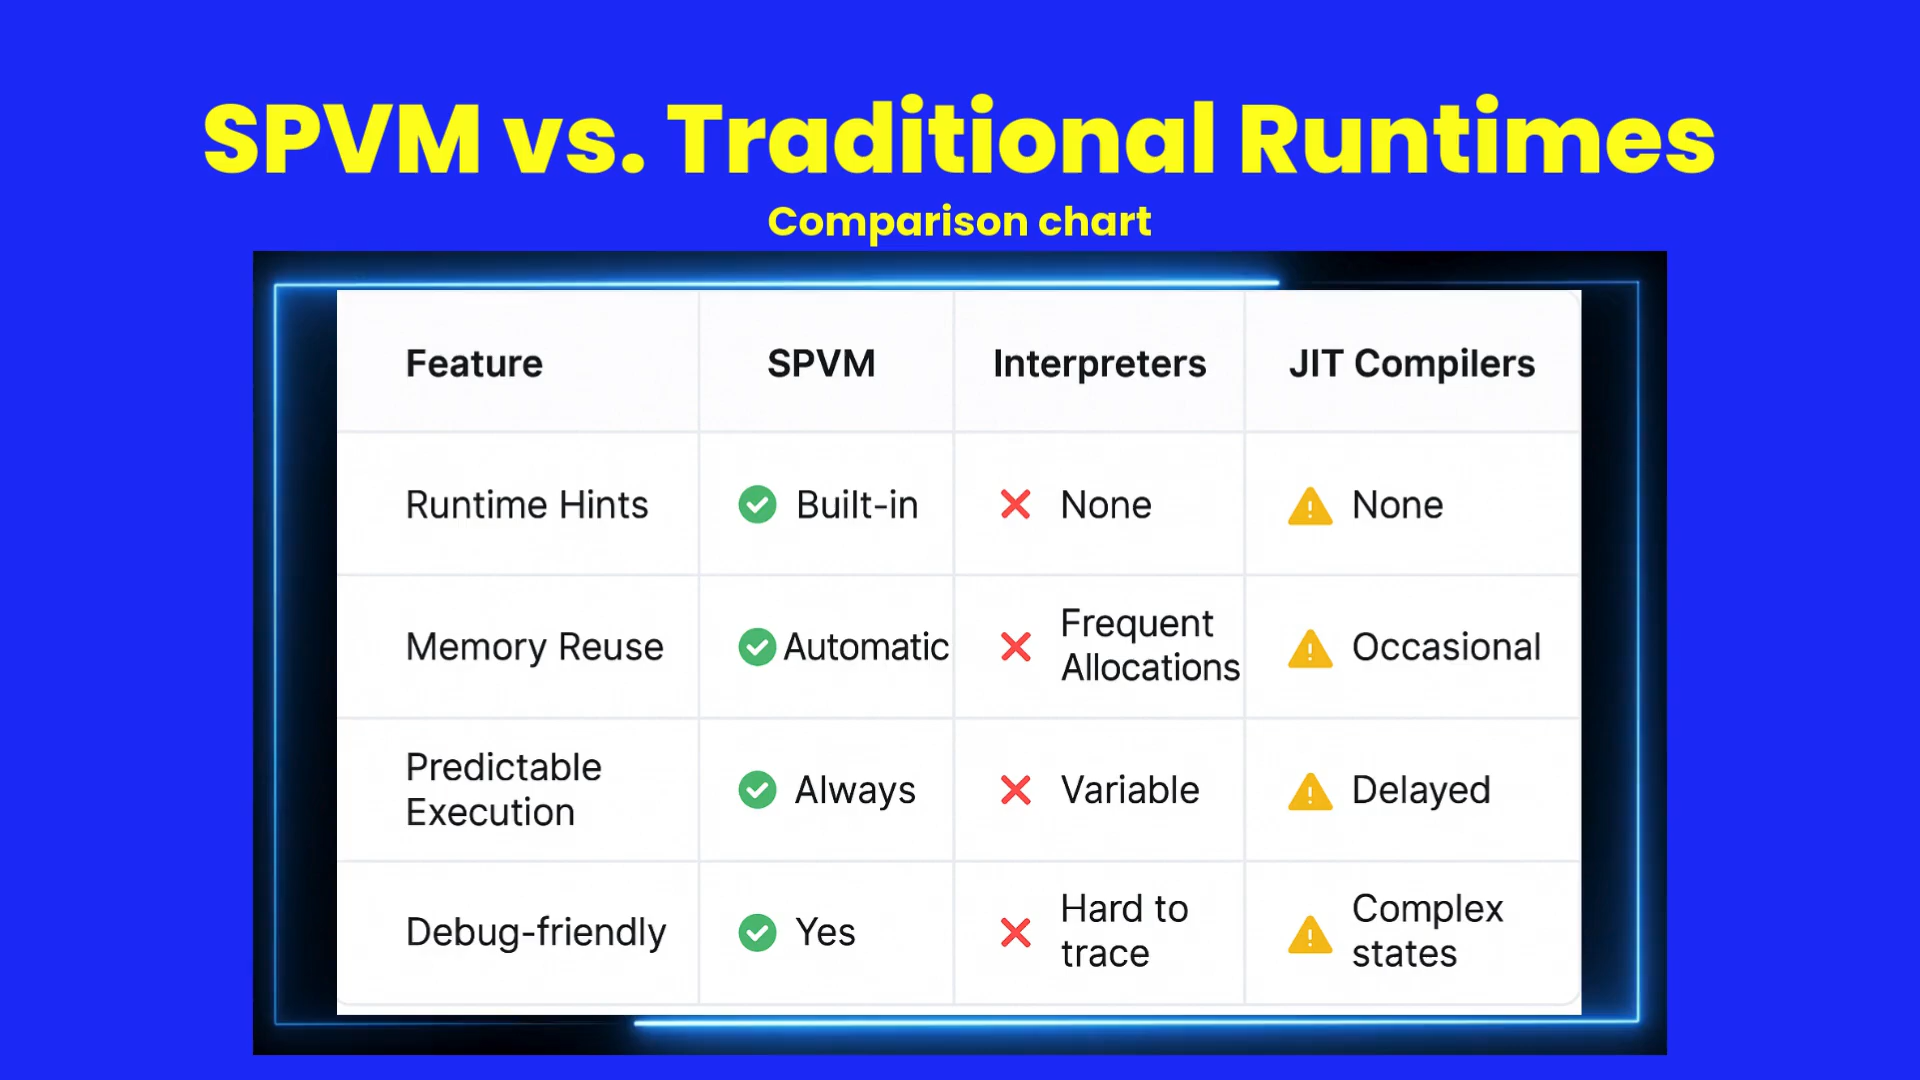 SPVM vs. Traditional Runtimes
Comparison chart
Feature SPVM Interpreters JIT Compilers
Runtime Hints Built-in None None
Memory Reuse Automatic Frequent
Allocations Occasional
Predictable
Execution Always Variable Delayed
Debug-friendly Yes Hard to
trace Complex
states